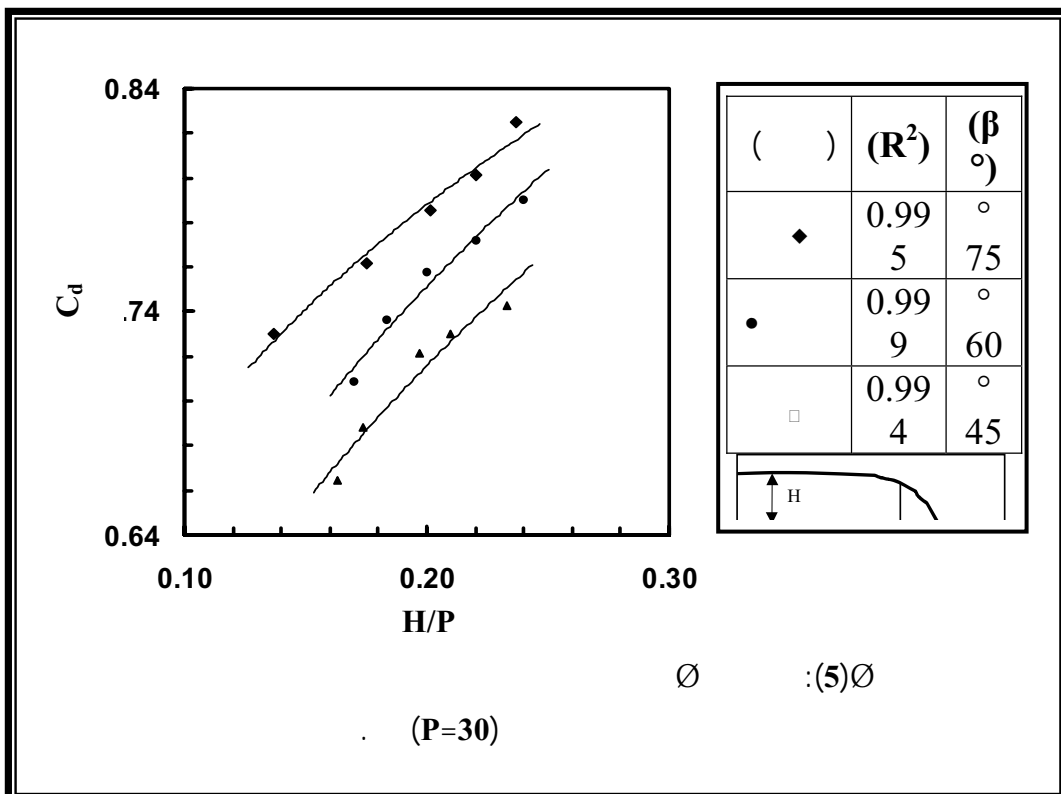 0.84
.74
0.64
C_d
0.10 0.20 0.30
H/P
( ) (R²) (β °)
◆ 0.99 5 ° 75
● 0.99 9 ° 60
□ 0.99 4 ° 45
H
Ø :(5)Ø
. (P=30)